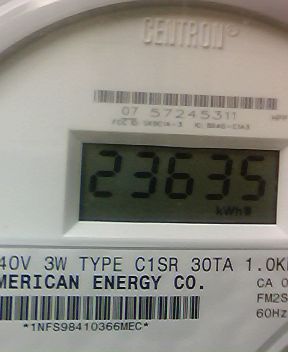 CENTRON®
07 57245311
23635
kWh
40V 3W TYPE C1SR 30TA 1.0K
MERICAN ENERGY CO.
CA 0
FM2S
60Hz
*1NFS98410366MEC*